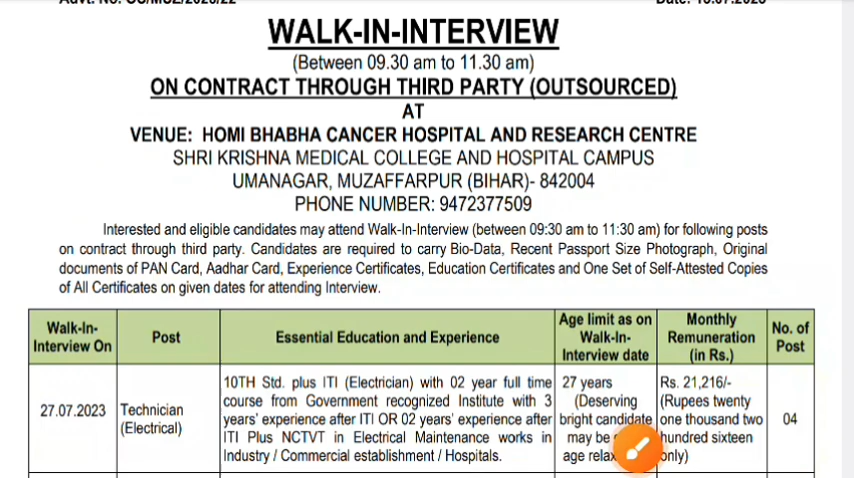 WALK-IN-INTERVIEW
(Between 09.30 am to 11.30 am)
ON CONTRACT THROUGH THIRD PARTY (OUTSOURCED)
AT
VENUE: HOMI BHABHA CANCER HOSPITAL AND RESEARCH CENTRE
SHRI KRISHNA MEDICAL COLLEGE AND HOSPITAL CAMPUS
UMANAGAR, MUZAFFARPUR (BIHAR)- 842004
PHONE NUMBER: 9472377509
Interested and eligible candidates may attend Walk-In-Interview (between 09:30 am to 11:30 am) for following posts
on contract through third party. Candidates are required to carry Bio-Data, Recent Passport Size Photograph, Original
documents of PAN Card, Aadhar Card, Experience Certificates, Education Certificates and One Set of Self-Attested Copies
of All Certificates on given dates for attending Interview.
Walk-In-
Interview On
Post
Essential Education and Experience
Age limit as on
Walk-In-
Interview date
Monthly
Remuneration
(in Rs.)
No. of
Post
27.07.2023
Technician
(Electrical)
10TH Std. plus ITI (Electrician) with 02 year full time
course from Government recognized Institute with 3
years' experience after ITI OR 02 years' experience after
ITI Plus NCTVT in Electrical Maintenance works in
Industry / Commercial establishment / Hospitals.
27 years
(Deserving
bright candidate
may be
age
Rs. 21,216/-
(Rupees twenty
one thousand two
hundred sixteen
only)
04